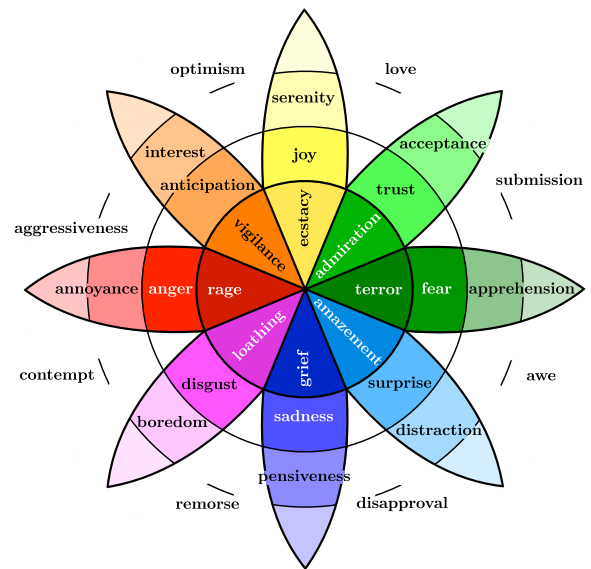 optimism
love
serenity
interest
acceptance
joy
anticipation
trust
submission
ecstacy
vigilance
admiration
aggressiveness
annoyance
anger
rage
terror
fear
apprehension
loathing
amazement
grief
contempt
disgust
surprise
awe
sadness
boredom
distraction
pensiveness
remorse
disapproval